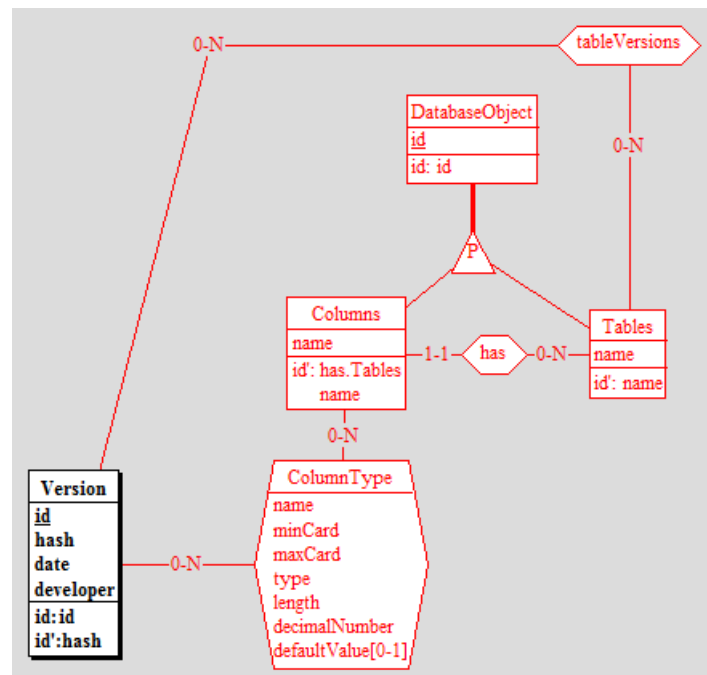 0-N
tableVersions
DatabaseObject
id
id: id
0-N
P
Columns
name
id': has.Tables
name
1-1
has
0-N
Tables
name
id': name
0-N
ColumnType
name
minCard
maxCard
type
length
decimalNumber
defaultValue[0-1]
Version
id
hash
date
developer
id:id
id':hash
0-N